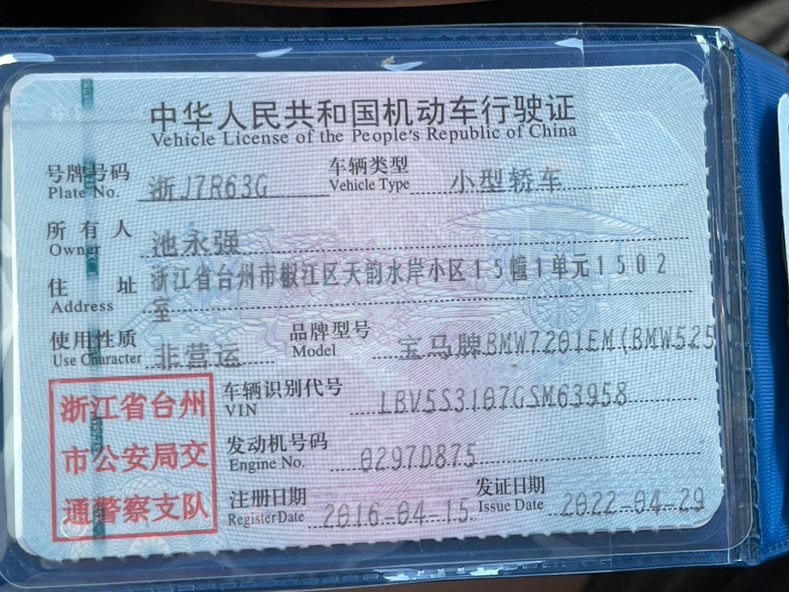 中华人民共和国机动车行驶证
Vehicle License of the People's Republic of China
号牌号码 浙J7R63G 车辆类型 小型轿车
Plate No. Vehicle Type
所有人 池永强
Owner
住址 浙江省台州市椒江区天韵水岸小区15幢1单元1502
Address 室
使用性质 非营运 品牌型号 宝马牌BMW7201EM(BMW525
Use Character Model
浙江省台州
市公安局交
通警察支队
车辆识别代号 LBV5S3107GSM63958
VIN
发动机号码 0297D875
Engine No.
注册日期 2016-04-15 发证日期 2022-04-29
Register Date Issue Date